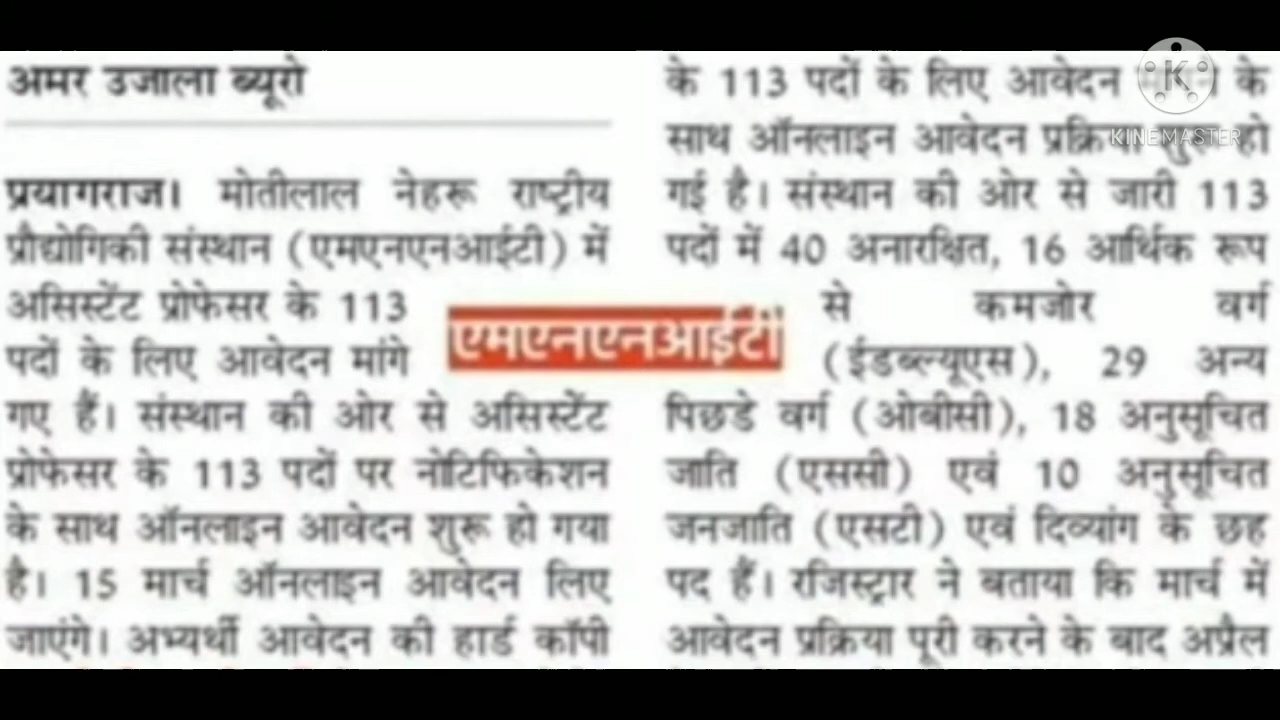 अमर उजाला ब्यूरो
प्रयागराज। मोतीलाल नेहरू राष्ट्रीय
प्रौद्योगिकी संस्थान (एमएनएनआईटी) में
असिस्टेंट प्रोफेसर के 113
पदों के लिए आवेदन मांगे
गए हैं। संस्थान की ओर से असिस्टेंट
प्रोफेसर के 113 पदों पर नोटिफिकेशन
के साथ ऑनलाइन आवेदन शुरू हो गया
है। 15 मार्च ऑनलाइन आवेदन लिए
जाएंगे। अभ्यर्थी आवेदन की हार्ड कॉपी
एमएनएनआईटी
के 113 पदों के लिए आवेदन के
साथ ऑनलाइन आवेदन प्रक्रिया शुरू हो
गई है। संस्थान की ओर से जारी 113
पदों में 40 अनारक्षित, 16 आर्थिक रूप
से कमजोर वर्ग
(ईडब्ल्यूएस), 29 अन्य
पिछडे वर्ग (ओबीसी), 18 अनुसूचित
जाति (एससी) एवं 10 अनुसूचित
जनजाति (एसटी) एवं दिव्यांग के छह
पद हैं। रजिस्ट्रार ने बताया कि मार्च में
आवेदन प्रक्रिया पूरी करने के बाद अप्रैल
K
KINEMASTER